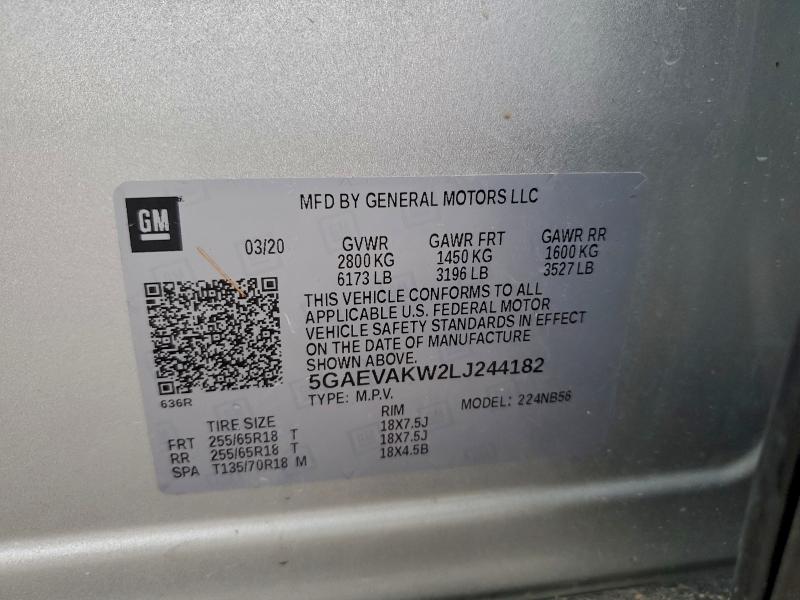 GM
MFD BY GENERAL MOTORS LLC
03/20
GVWR GAWR FRT GAWR RR
2800 KG 1450 KG 1600 KG
6173 LB 3196 LB 3527 LB
THIS VEHICLE CONFORMS TO ALL
APPLICABLE U.S. FEDERAL MOTOR
VEHICLE SAFETY STANDARDS IN EFFECT
ON THE DATE OF MANUFACTURE
SHOWN ABOVE.
5GAEVAKW2LJ244182
636R
TYPE: M.P.V. MODEL: 224NB56
TIRE SIZE RIM
FRT 255/65R18 T 18X7.5J
RR 255/65R18 T 18X7.5J
SPA T135/70R18 M 18X4.5B